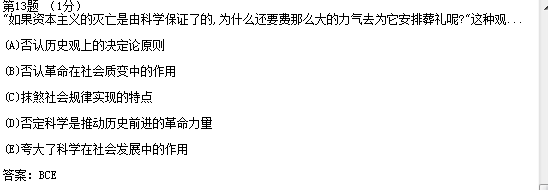 第13题 (1分)
"如果资本主义的灭亡是由科学保证了的,为什么还要费那么大的力气去为它安排葬礼呢?"这种观...
(A)否认历史观上的决定论原则
(B)否认革命在社会质变中的作用
(C)抹煞社会规律实现的特点
(D)否定科学是推动历史前进的革命力量
(E)夸大了科学在社会发展中的作用
答案: BCE